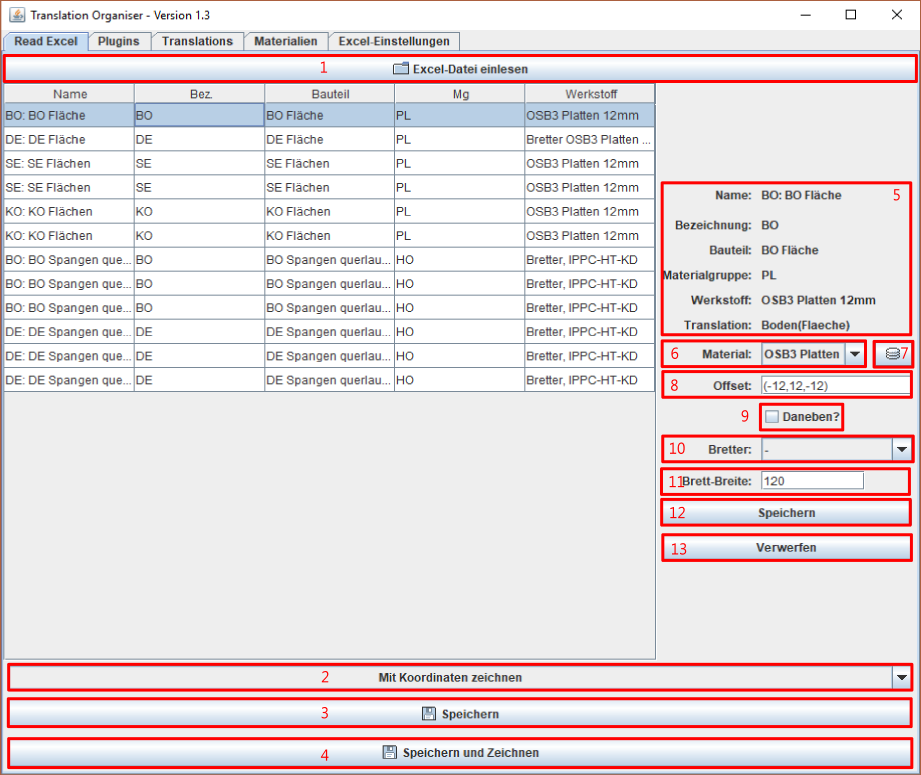 Translation Organiser - Version 1.3
Read Excel Plugins Translations Materialien Excel-Einstellungen
1 Excel-Datei einlesen
Name Bez. Bauteil Mg Werkstoff
BO: BO Fläche BO BO Fläche PL OSB3 Platten 12mm
DE: DE Fläche DE DE Fläche PL Bretter OSB3 Platten ...
SE: SE Flächen SE SE Flächen PL OSB3 Platten 12mm
SE: SE Flächen SE SE Flächen PL OSB3 Platten 12mm
KO: KO Flächen KO KO Flächen PL OSB3 Platten 12mm
KO: KO Flächen KO KO Flächen PL OSB3 Platten 12mm
BO: BO Spangen que... BO BO Spangen querlau... HO Bretter, IPPC-HT-KD
BO: BO Spangen que... BO BO Spangen querlau... HO Bretter, IPPC-HT-KD
BO: BO Spangen que... BO BO Spangen querlau... HO Bretter, IPPC-HT-KD
DE: DE Spangen que... DE DE Spangen querlau... HO Bretter, IPPC-HT-KD
DE: DE Spangen que... DE DE Spangen querlau... HO Bretter, IPPC-HT-KD
DE: DE Spangen que... DE DE Spangen querlau... HO Bretter, IPPC-HT-KD
Name: BO: BO Fläche 5
Bezeichnung: BO
Bauteil: BO Fläche
Materialgruppe: PL
Werkstoff: OSB3 Platten 12mm
Translation: Boden(Flaeche)
6 Material: OSB3 Platten 7
8 Offset: (-12,12,-12)
9 Daneben?
10 Bretter: -
11 Brett-Breite: 120
12 Speichern
13 Verwerfen
2 Mit Koordinaten zeichnen
3 Speichern
4 Speichern und Zeichnen